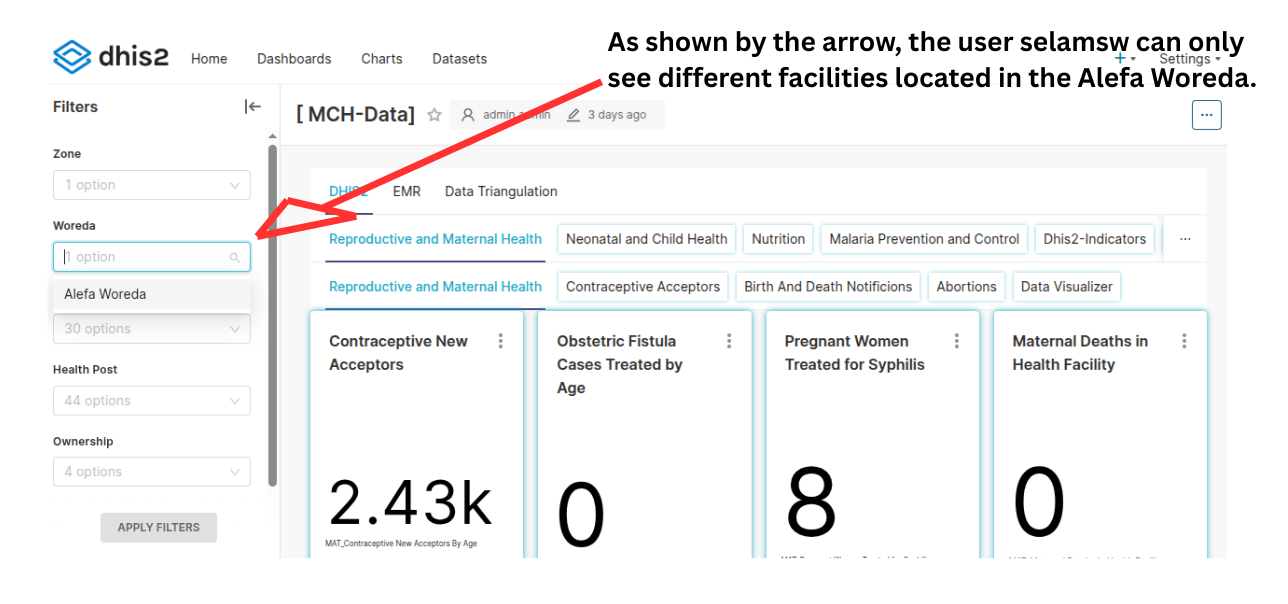 As shown by the arrow, the user selamsw can only
see different facilities located in the Alefa Woreda.
dhis2 Home Dashboards Charts Datasets Settings
Filters
[ MCH-Data] admin 3 days ago
Zone
1 option
Woreda
1 option
Alefa Woreda
30 options
Health Post
44 options
Ownership
4 options
APPLY FILTERS
DHIS2 EMR Data Triangulation
Reproductive and Maternal Health Neonatal and Child Health Nutrition Malaria Prevention and Control Dhis2-Indicators ...
Reproductive and Maternal Health Contraceptive Acceptors Birth And Death Notificions Abortions Data Visualizer
Contraceptive New
Acceptors
2.43k
MAT_Contraceptive New Acceptors By Age
Obstetric Fistula
Cases Treated by
Age
0
Pregnant Women
Treated for Syphilis
8
Maternal Deaths in
Health Facility
0